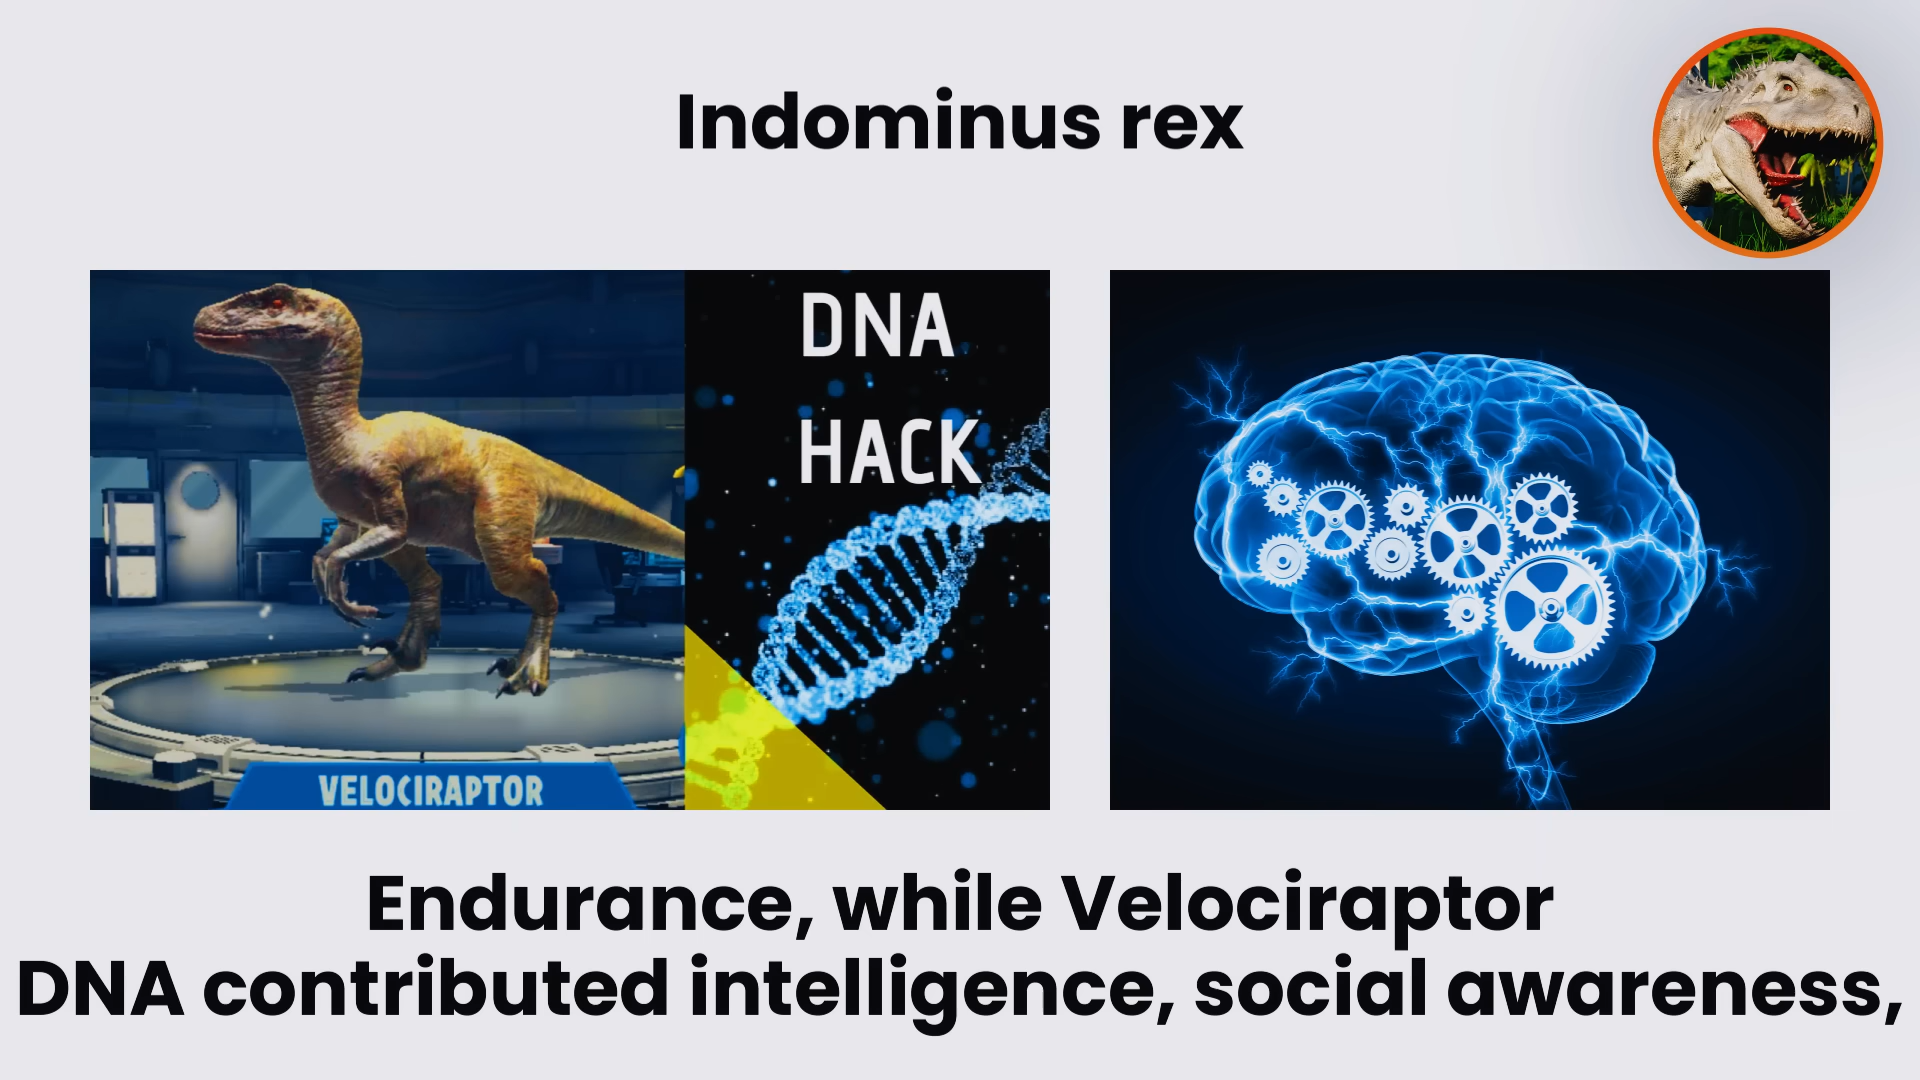 Indominus rex
DNA
HACK
VELOCIRAPTOR
Endurance, while Velociraptor
DNA contributed intelligence, social awareness,